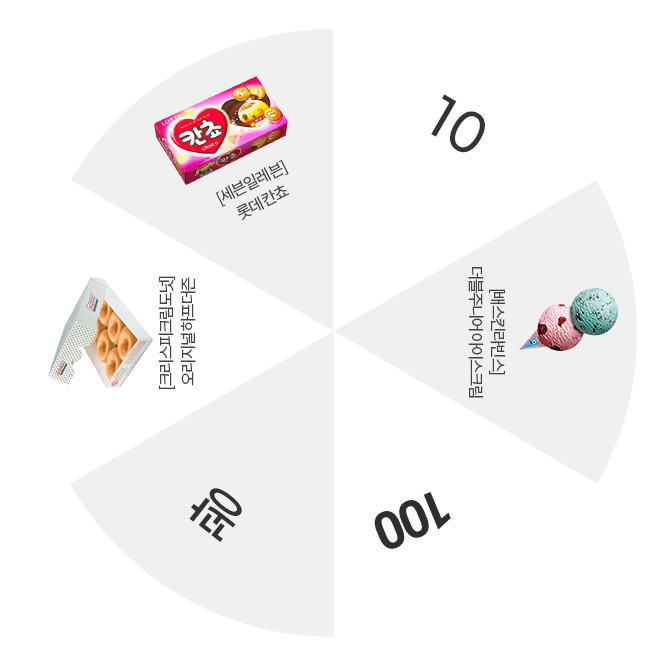 10
[배스킨라빈스]
더블주니어 아이스크림
100
꽝
[크리스피크림도넛]
오리지널 하프더즌
LOTTE
칸쵸
choco
칸쵸
[세븐일레븐]
롯데 칸쵸